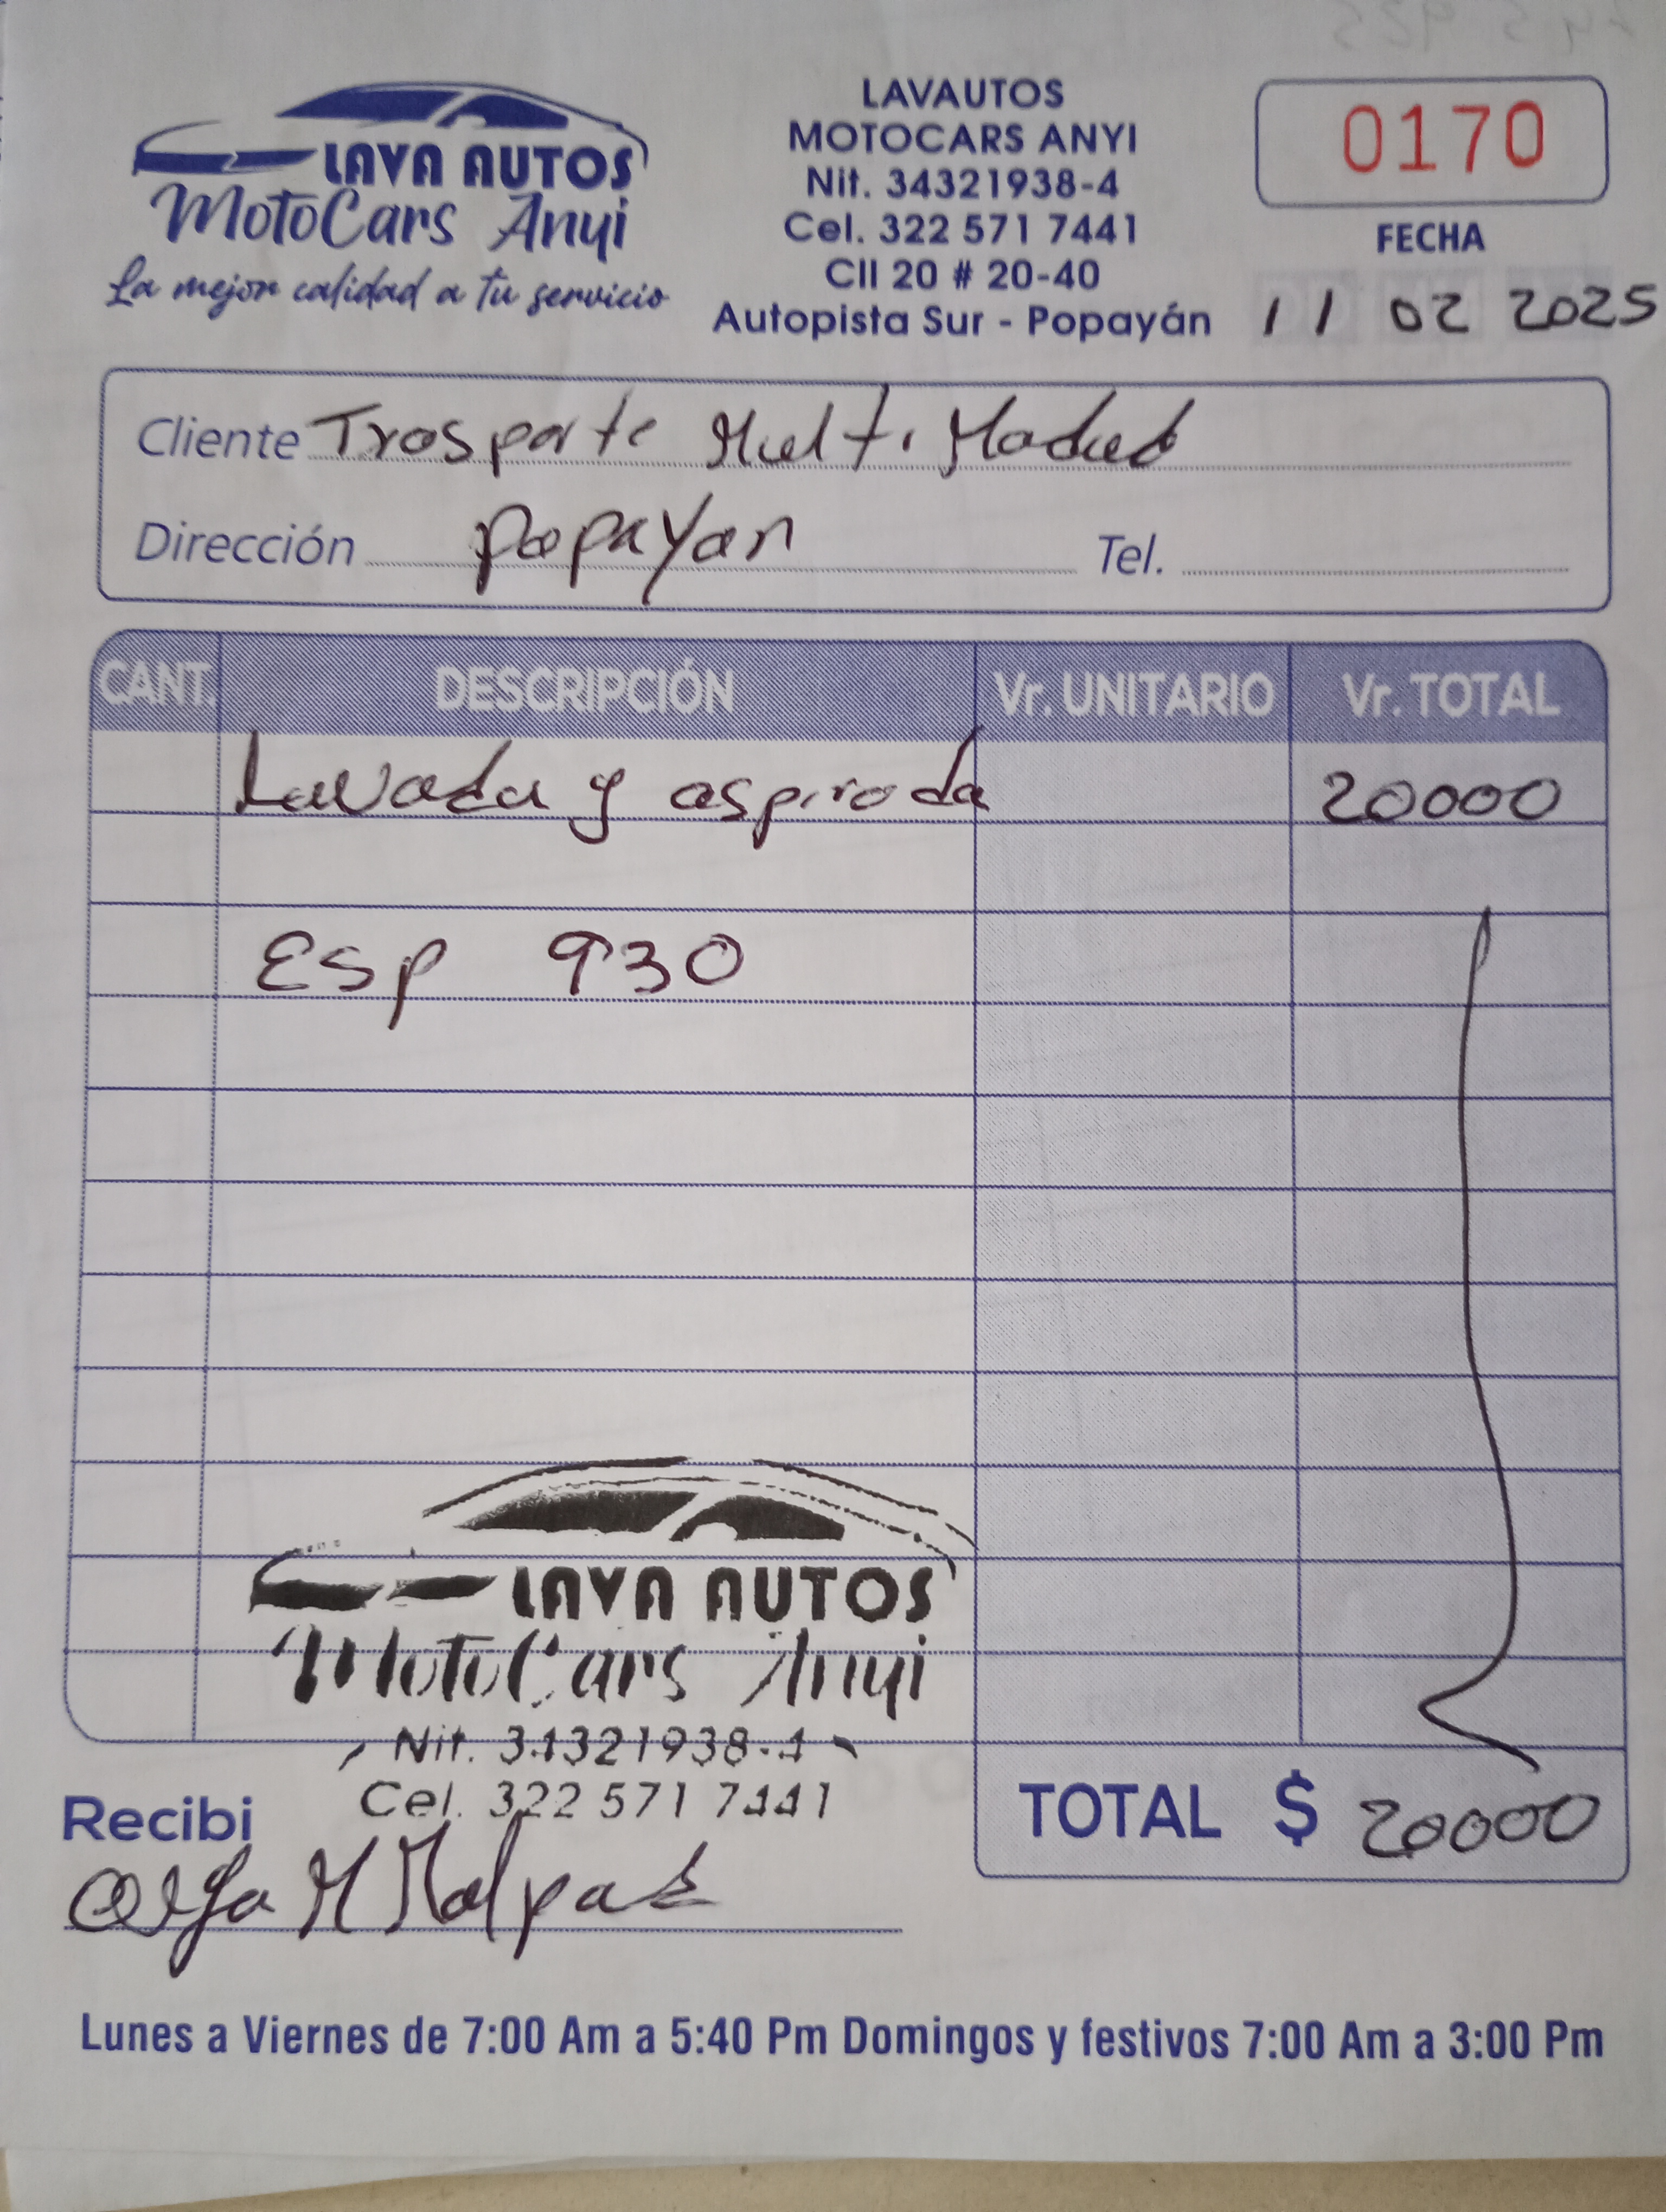 LAVA AUTOS
MotoCars Anyi
La mejor calidad a tu servicio
LAVAUTOS
MOTOCARS ANYI
Nit. 34321938-4
Cel. 322 571 7441
Cll 20 # 20-40
Autopista Sur - Popayán
0170
FECHA
11 02 2025
Cliente Trosporte Multi
Dirección Popayan Tel.
CANT. DESCRIPCIÓN Vr. UNITARIO Vr. TOTAL
Lavada y aspiroda 20000
Esp 930
LAVA AUTOS
MotoCars Anyi
Nit. 34321938-4
Cel. 322 571 7441
Recibi
TOTAL $ 20000
Lunes a Viernes de 7:00 Am a 5:40 Pm Domingos y festivos 7:00 Am a 3:00 Pm